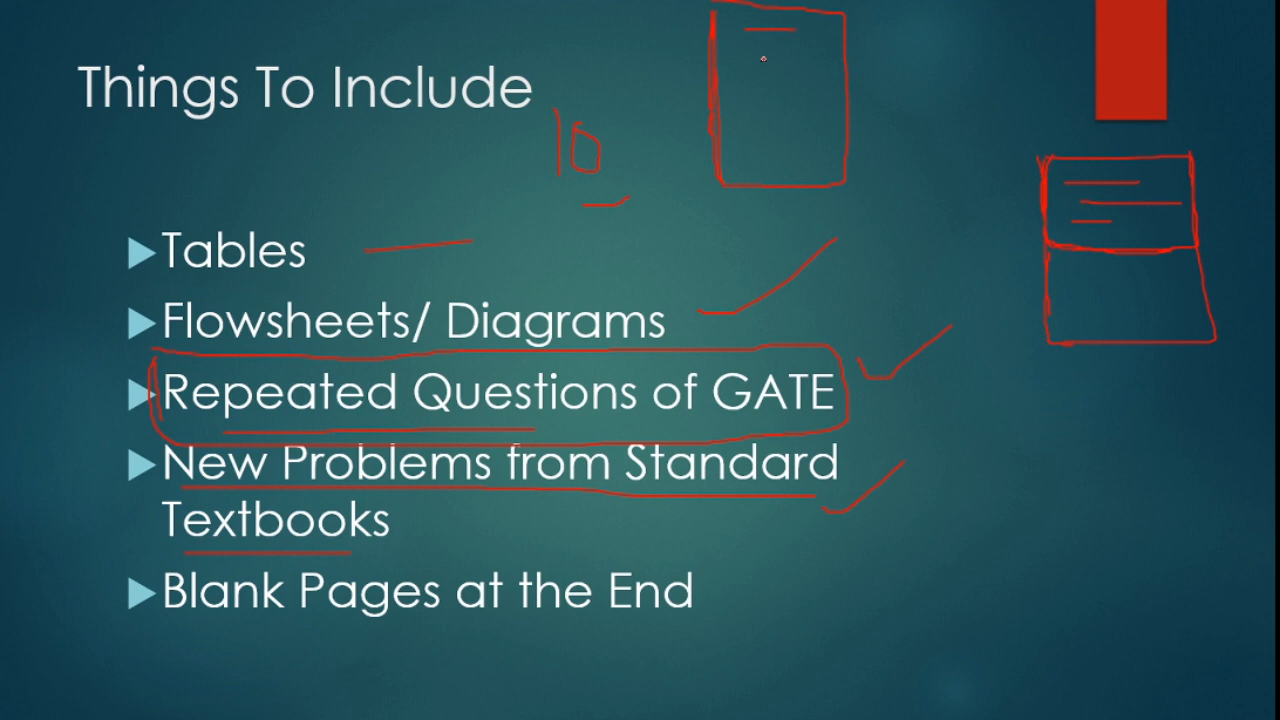 Things To Include
10
Tables
Flowsheets/ Diagrams
Repeated Questions of GATE
New Problems from Standard
Textbooks
Blank Pages at the End